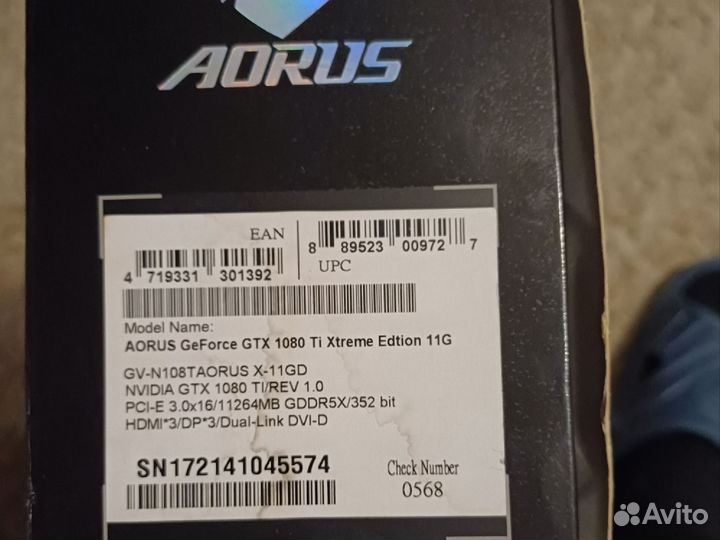 AORUS
EAN
4 719331 301392
8 89523 00972 7
UPC
Model Name:
AORUS GeForce GTX 1080 Ti Xtreme Edtion 11G
GV-N108TAORUS X-11GD
NVIDIA GTX 1080 TI/REV 1.0
PCI-E 3.0x16/11264MB GDDR5X/352 bit
HDMI*3/DP*3/Dual-Link DVI-D
SN172141045574
Check Number
0568
Avito